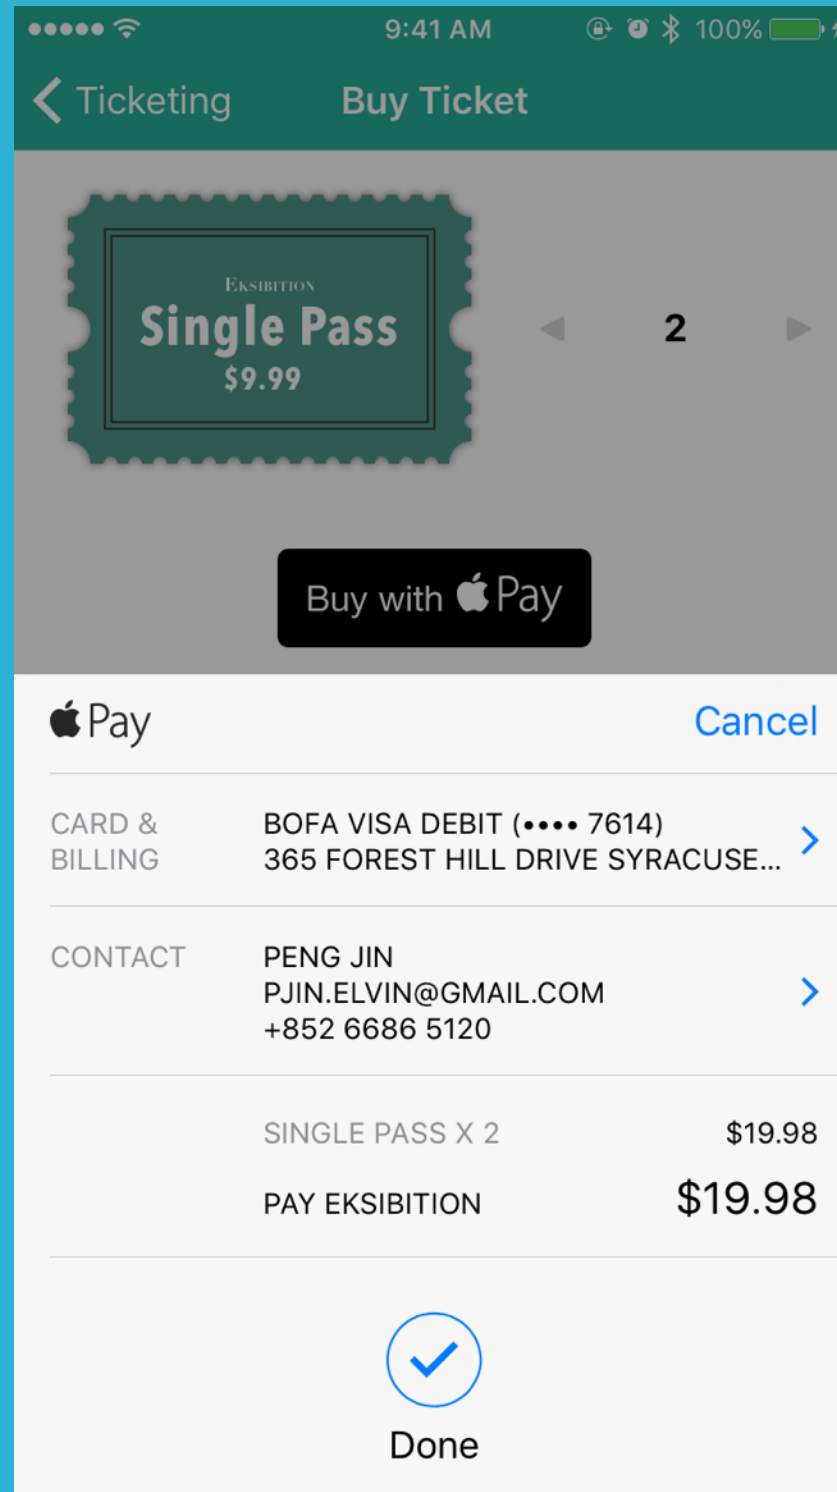 9:41 AM 100%
Ticketing Buy Ticket
EKSIBITION
Single Pass
$9.99
2
Buy with Pay
Pay Cancel
CARD & BILLING
BOFA VISA DEBIT (•••• 7614)
365 FOREST HILL DRIVE SYRACUSE...
CONTACT
PENG JIN
PJIN.ELVIN@GMAIL.COM
+852 6686 5120
SINGLE PASS X 2 $19.98
PAY EKSIBITION $19.98
Done